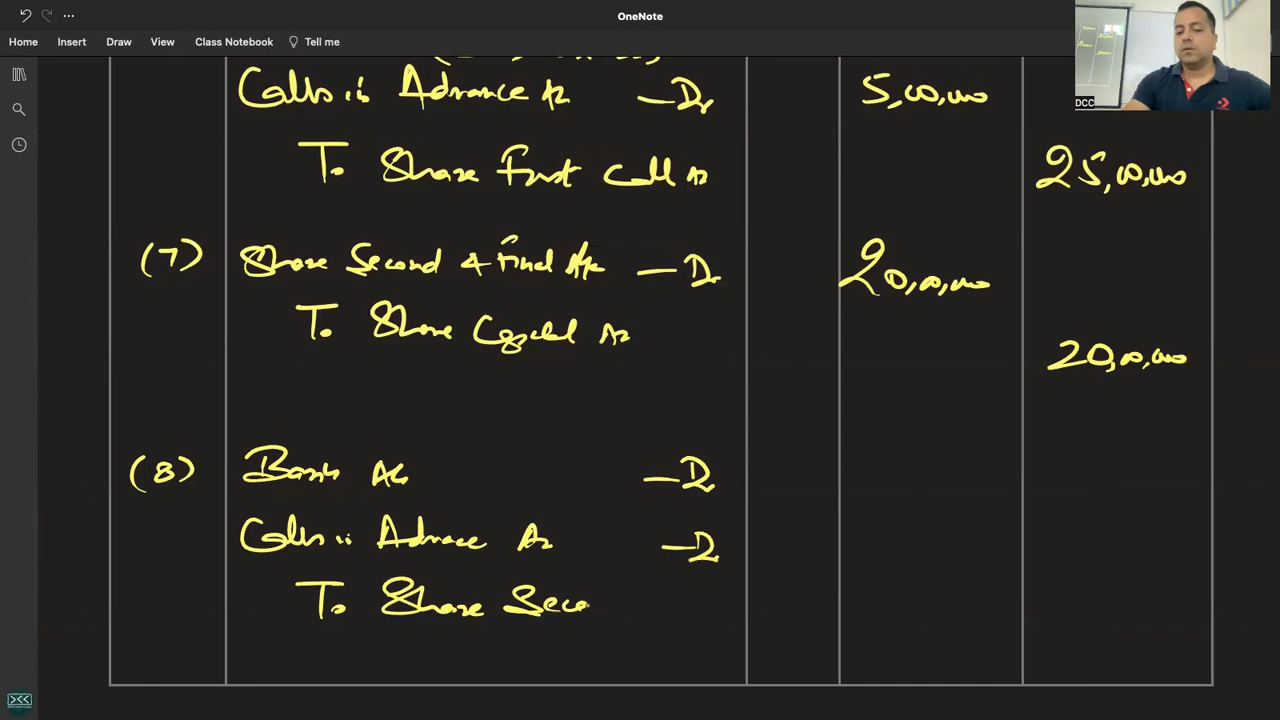 OneNote
Home Insert Draw View Class Notebook Tell me
DCC
Calls in Advance A/c — Dr 5,00,000
To Share First Call A/c 25,00,000
(7) Share Second & Final A/c — Dr 20,00,000
To Share Capital A/c 20,00,000
(8) Bank A/c — Dr
Calls in Advance A/c — Dr
To Share Seco
DCC